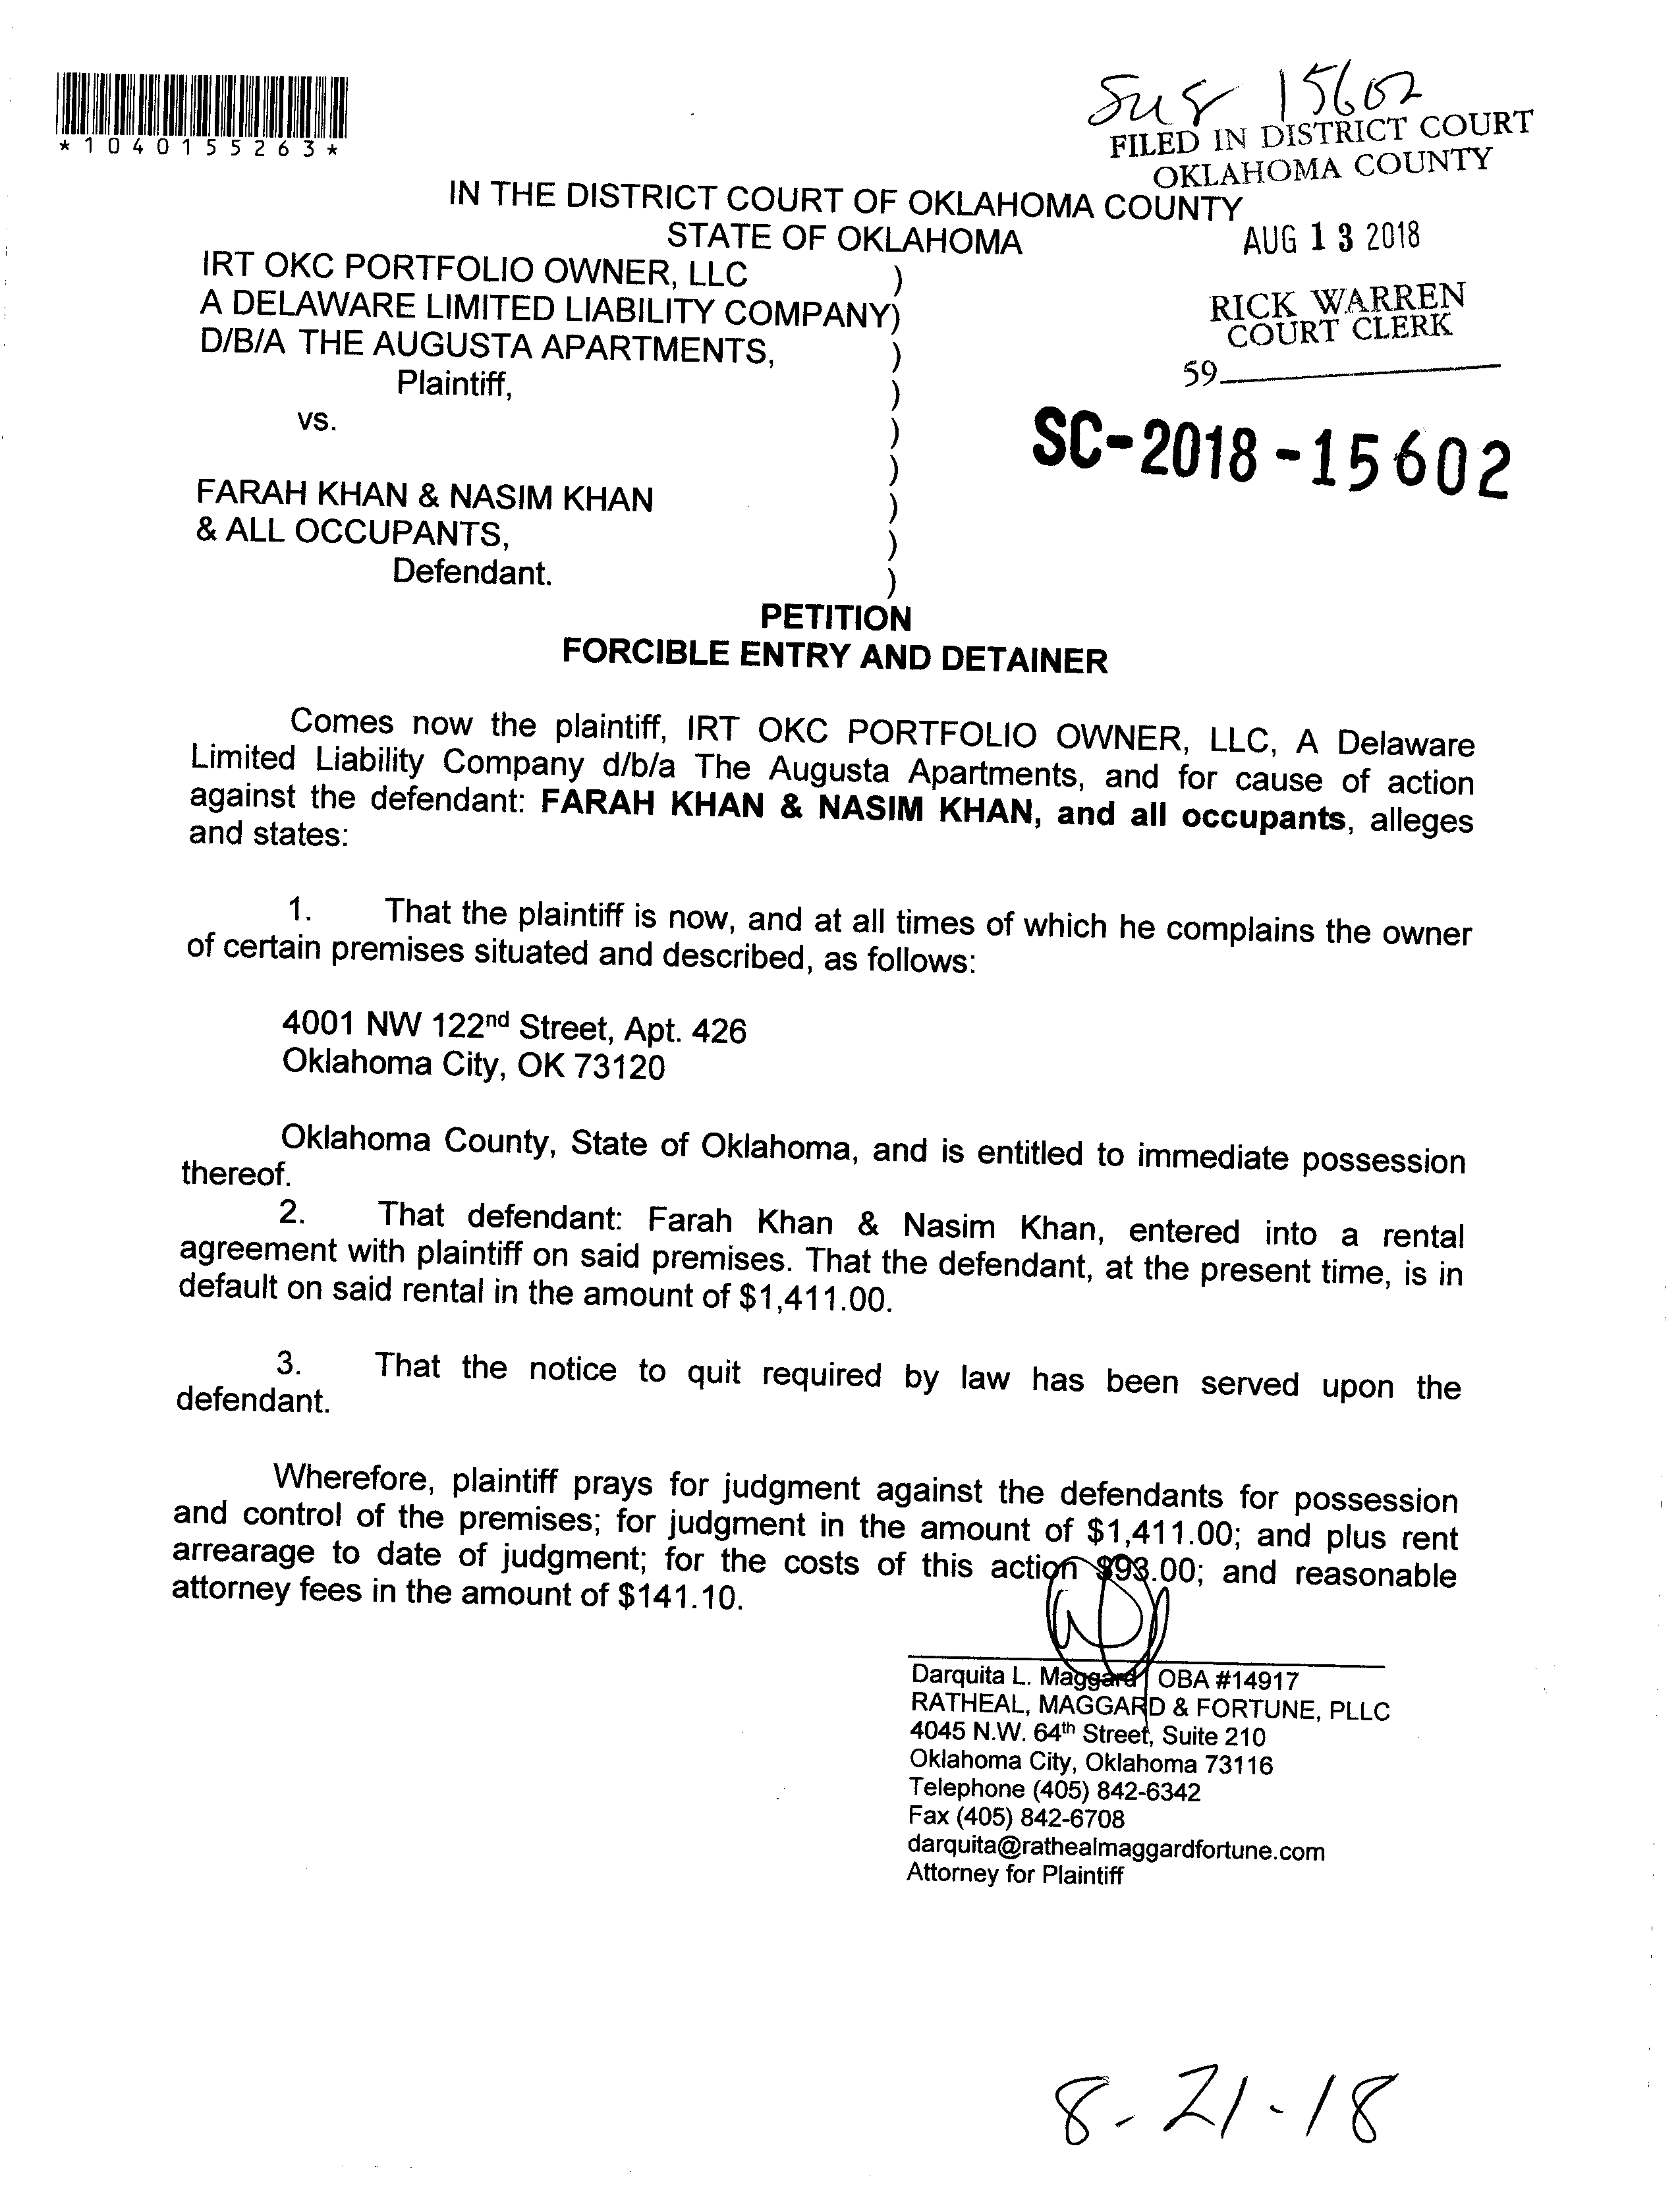 15602
FILED IN DISTRICT COURT
OKLAHOMA COUNTY
*1040155263*
IN THE DISTRICT COURT OF OKLAHOMA COUNTY
STATE OF OKLAHOMA
AUG 13 2018
RICK WARREN
COURT CLERK
59
SC-2018-15602
IRT OKC PORTFOLIO OWNER, LLC )
A DELAWARE LIMITED LIABILITY COMPANY)
D/B/A THE AUGUSTA APARTMENTS, )
Plaintiff, )
vs. )
)
FARAH KHAN & NASIM KHAN )
& ALL OCCUPANTS, )
Defendant. )
PETITION
FORCIBLE ENTRY AND DETAINER
Comes now the plaintiff, IRT OKC PORTFOLIO OWNER, LLC, A Delaware
Limited Liability Company d/b/a The Augusta Apartments, and for cause of action
against the defendant: FARAH KHAN & NASIM KHAN, and all occupants, alleges
and states:
1. That the plaintiff is now, and at all times of which he complains the owner
of certain premises situated and described, as follows:
4001 NW 122nd Street, Apt. 426
Oklahoma City, OK 73120
Oklahoma County, State of Oklahoma, and is entitled to immediate possession
thereof.
2. That defendant: Farah Khan & Nasim Khan, entered into a rental
agreement with plaintiff on said premises. That the defendant, at the present time, is in
default on said rental in the amount of $1,411.00.
3. That the notice to quit required by law has been served upon the
defendant.
Wherefore, plaintiff prays for judgment against the defendants for possession
and control of the premises; for judgment in the amount of $1,411.00; and plus rent
arrearage to date of judgment; for the costs of this action $93.00; and reasonable
attorney fees in the amount of $141.10.
Darquita L. Maggard OBA #14917
RATHEAL, MAGGARD & FORTUNE, PLLC
4045 N.W. 64th Street, Suite 210
Oklahoma City, Oklahoma 73116
Telephone (405) 842-6342
Fax (405) 842-6708
darquita@rathealmaggardfortune.com
Attorney for Plaintiff
8-21-18